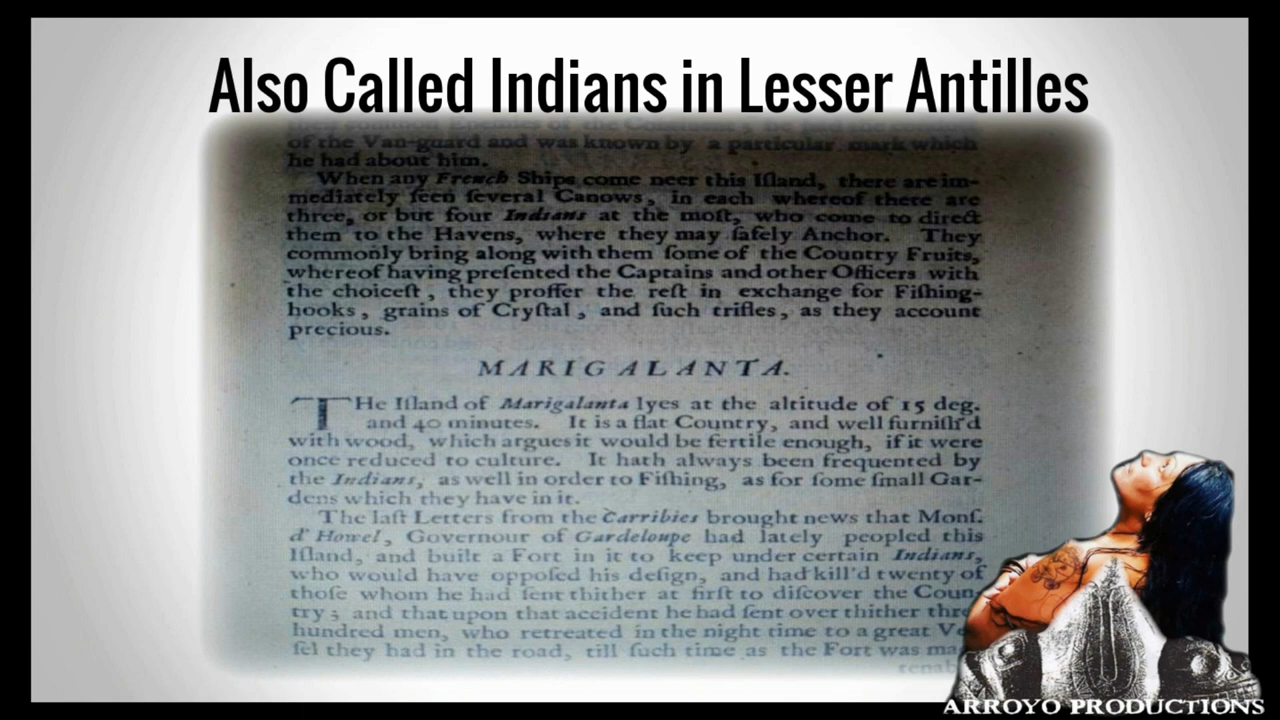 Also Called Indians in Lesser Antilles
of the Van-guard and was known by a particular mark which
he had about him.
When any French Ships come neer this Iſland, there are im-
mediately ſeen ſeveral Canows, in each whereof there are
three, or but four Indians at the moſt, who come to direct
them to the Havens, where they may ſafely Anchor. They
commonly bring along with them ſome of the Country Fruits,
whereof having preſented the Captains and other Officers with
the choiceſt, they proffer the reſt in exchange for Fiſhing-
hooks, grains of Cryſtal, and ſuch trifles, as they account
precious.
MARIGALANTA.
THe Iſland of Marigalanta lyes at the altitude of 15 deg.
and 40 minutes. It is a flat Country, and well furniſh'd
with wood, which argues it would be fertile enough, if it were
once reduced to culture. It hath always been frequented by
the Indians, as well in order to Fiſhing, as for ſome ſmall Gar-
dens which they have in it.
The laſt Letters from the Carribies brought news that Monſ.
d' Howel, Governour of Gardeloupe had lately peopled this
Iſland, and built a Fort in it to keep under certain Indians,
who would have oppoſed his deſign, and had kill'd twenty of
thoſe whom he had ſent thither at firſt to diſcover the Coun
try; and that upon that accident he had ſent over thither thre
hundred men, who retreated in the night time to a great Ve
ſel they had in the road, till ſuch time as the Fort was ma
ARROYO PRODUCTIONS